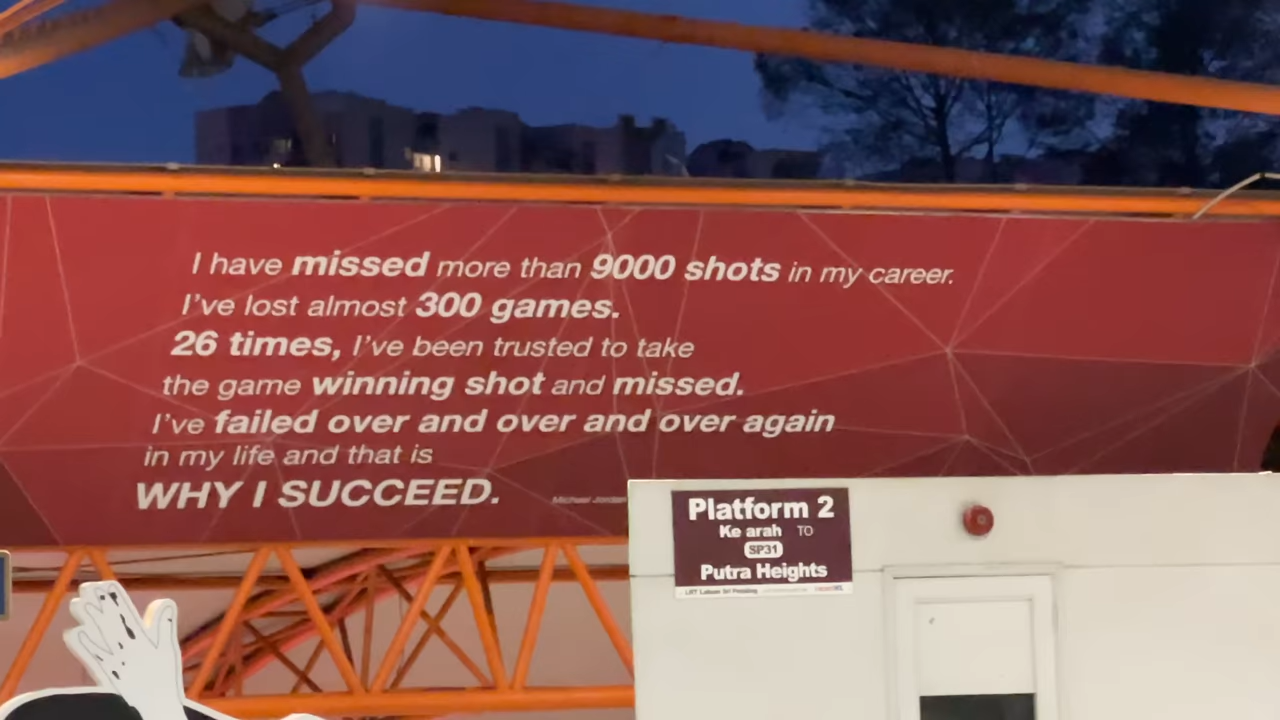 I have missed more than 9000 shots in my career.
I've lost almost 300 games.
26 times, I've been trusted to take
the game winning shot and missed.
I've failed over and over and over again
in my life and that is
WHY I SUCCEED.
Michael Jordan
Platform 2
Ke arah TO
SP31
Putra Heights